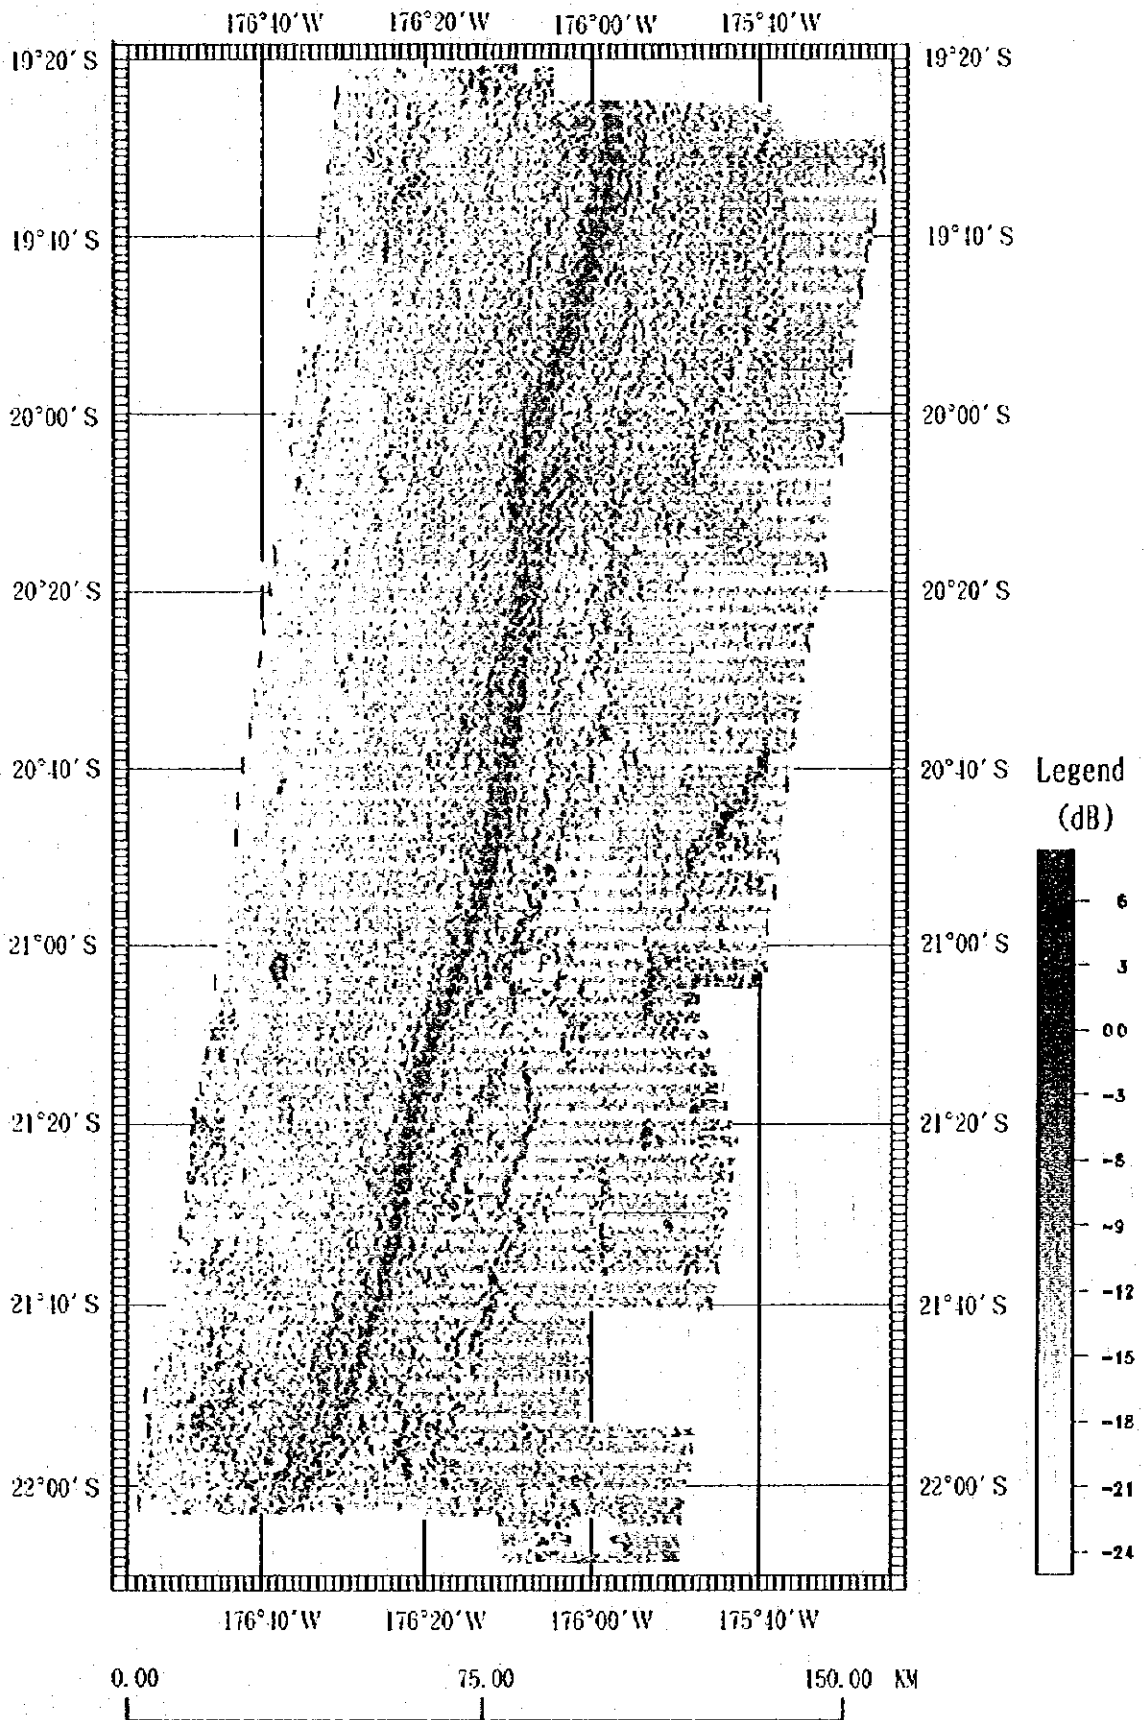 176°40'W 176°20'W 176°00'W 175°40'W
19°20'S 19°20'S
19°40'S 19°40'S
20°00'S 20°00'S
20°20'S 20°20'S
20°40'S 20°40'S
Legend
(dB)
6
21°00'S 21°00'S
3
00
-3
21°20'S 21°20'S
-6
-9
-12
21°40'S 21°40'S
-15
-18
22°00'S 22°00'S
-21
-24
176°40'W 176°20'W 176°00'W 175°40'W
0.00 75.00 150.00 KM